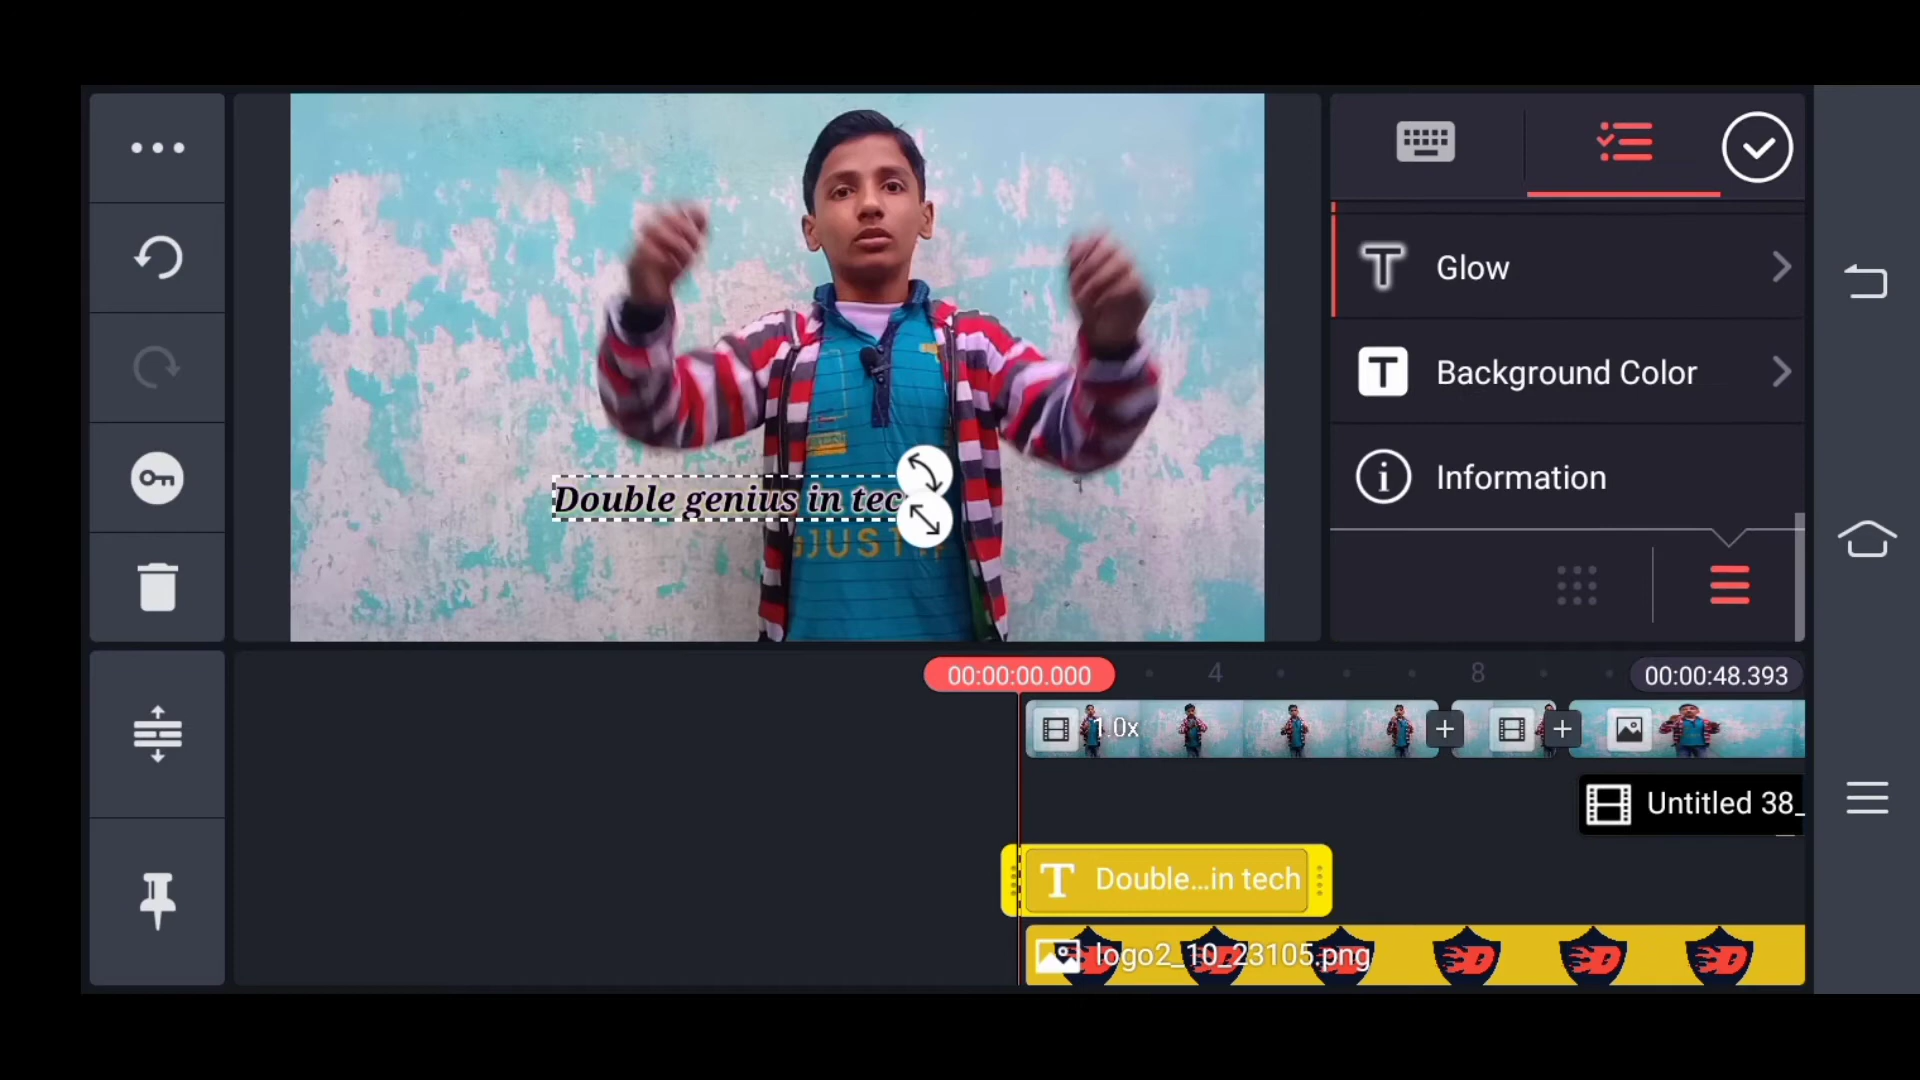 Glow
Background Color
Information
Double genius in tec
JUST
00:00:00.000
4
8
00:00:48.393
1.0x
Untitled 38_
Double...in tech
logo2_10_23105.png